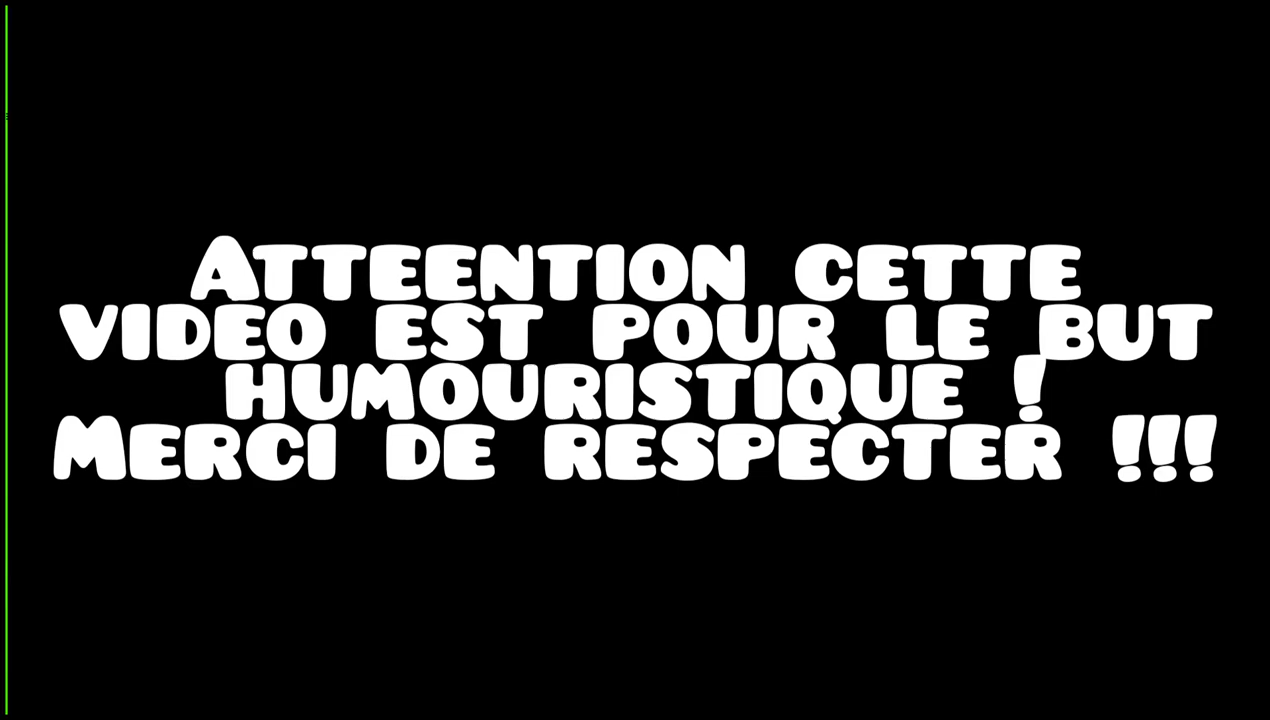 Atteention cette
video est pour le but
humouristique !
Merci de respecter !!!